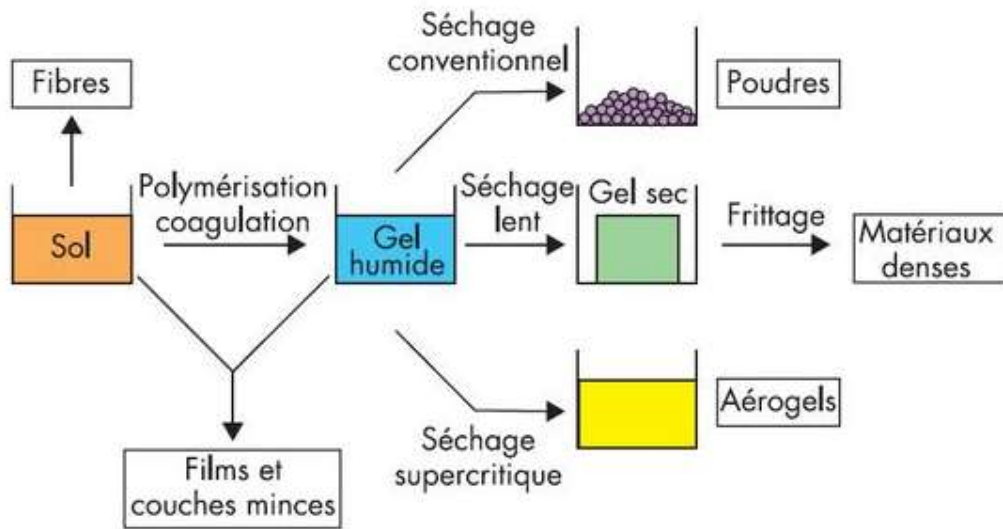 Séchage
conventionnel
Fibres
Poudres
Polymérisation
coagulation
Séchage
lent
Gel sec
Frittage
Sol
Gel
humide
Matériaux
denses
Aérogels
Séchage
supercritique
Films et
couches minces